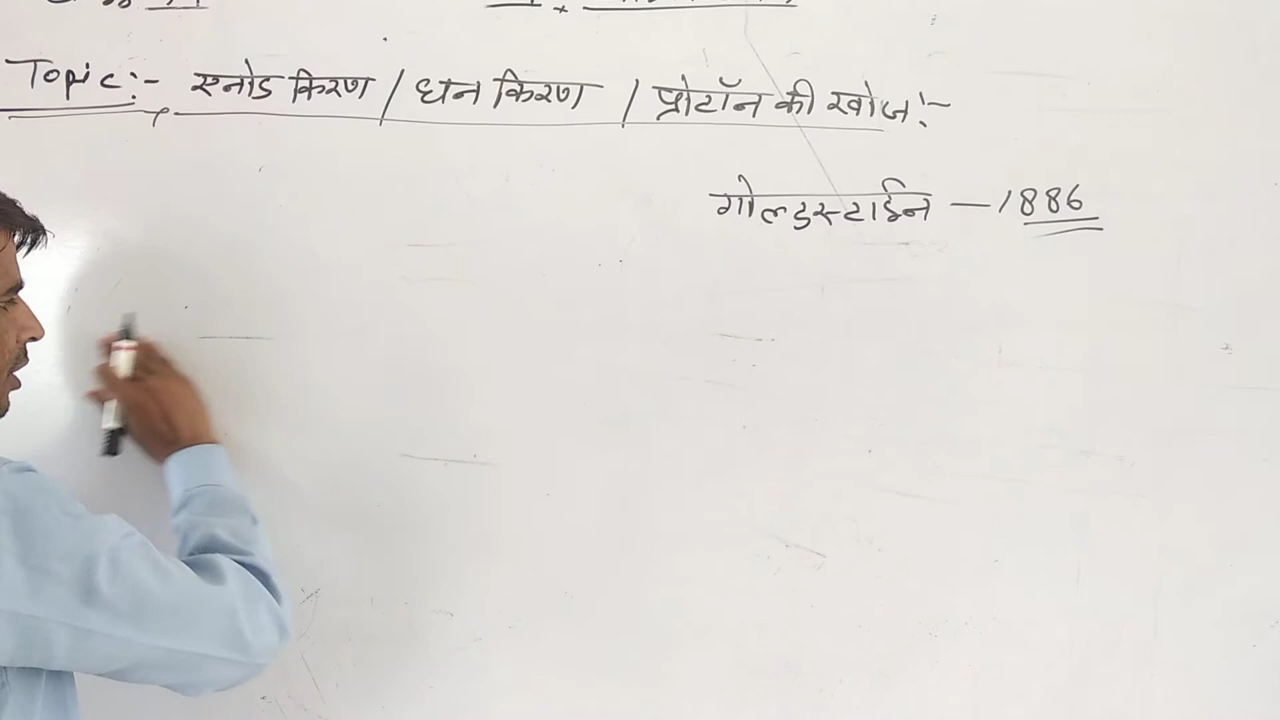 Topic:- एनोड किरण / धन किरण / प्रोटॉन की खोज:-
गोल्डस्टाईन — 1886